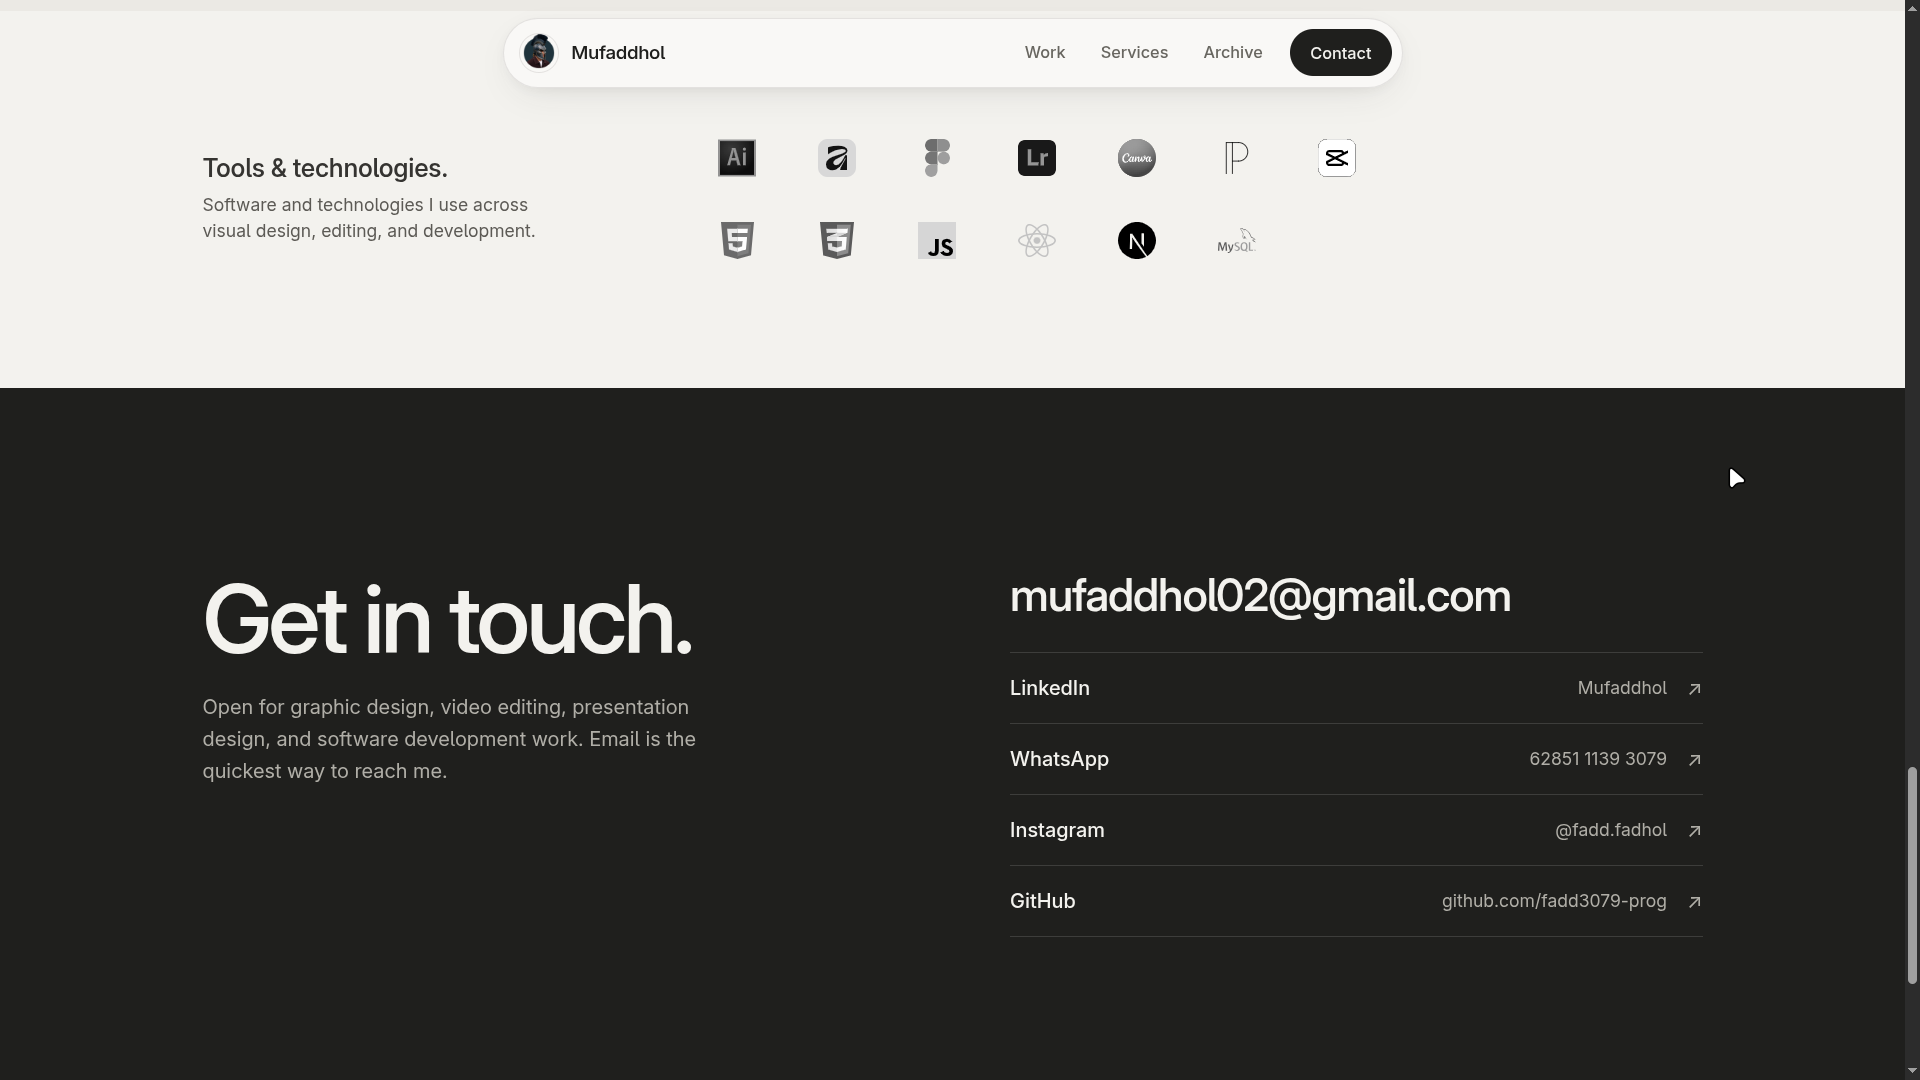 Mufaddhol
Work
Services
Archive
Contact
Tools & technologies.
Software and technologies I use across
visual design, editing, and development.
Ai
Lr
Canva
5
3
JS
N
MySQL
Get in touch.
Open for graphic design, video editing, presentation
design, and software development work. Email is the
quickest way to reach me.
mufaddhol02@gmail.com
LinkedIn
Mufaddhol
WhatsApp
62851 1139 3079
Instagram
@fadd.fadhol
GitHub
github.com/fadd3079-prog